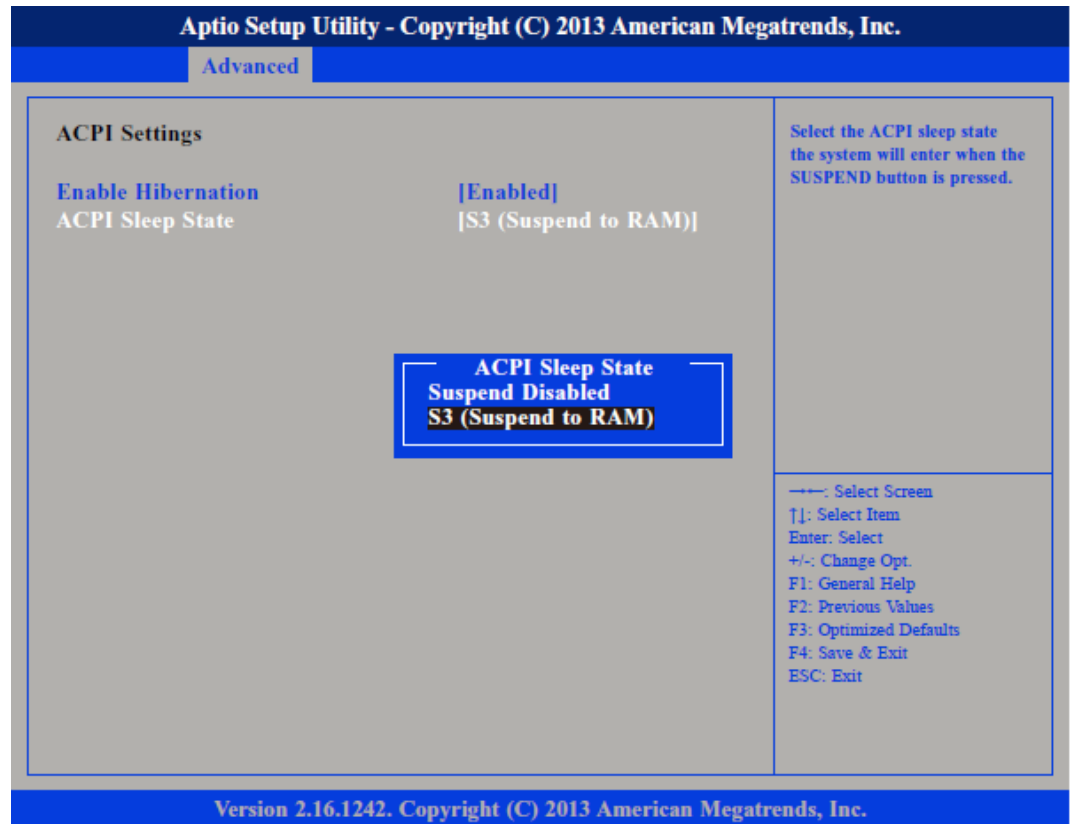 Aptio Setup Utility - Copyright (C) 2013 American Megatrends, Inc.
Advanced
ACPI Settings
Enable Hibernation [Enabled]
ACPI Sleep State [S3 (Suspend to RAM)]
ACPI Sleep State
Suspend Disabled
S3 (Suspend to RAM)
Select the ACPI sleep state
the system will enter when the
SUSPEND button is pressed.
→←: Select Screen
↑↓: Select Item
Enter: Select
+/-: Change Opt.
F1: General Help
F2: Previous Values
F3: Optimized Defaults
F4: Save & Exit
ESC: Exit
Version 2.16.1242. Copyright (C) 2013 American Megatrends, Inc.